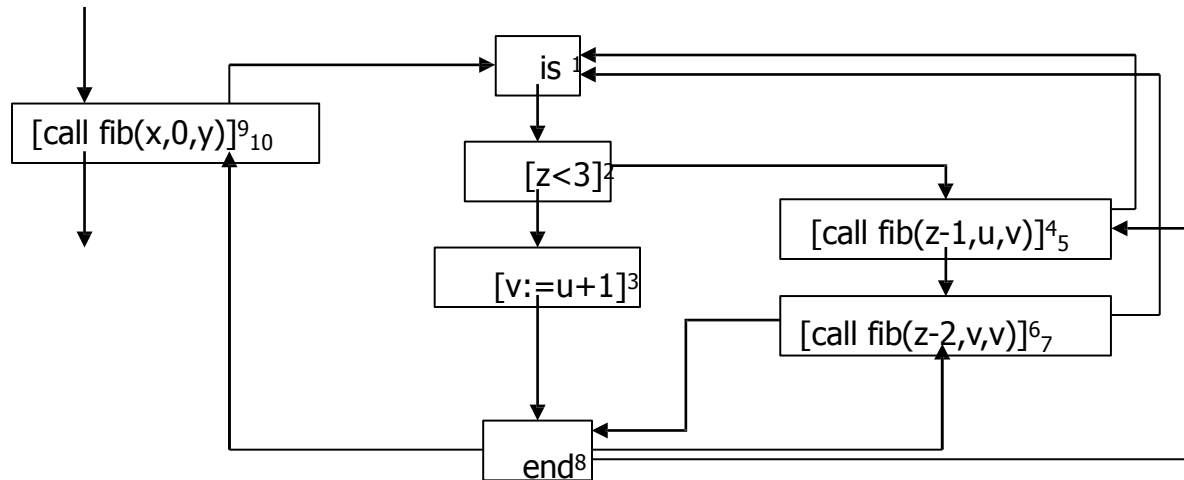 is 1
[call fib(x,0,y)]⁹₁₀
[z<3]²
[call fib(z-1,u,v)]⁴₅
[v:=u+1]³
[call fib(z-2,v,v)]⁶₇
end⁸